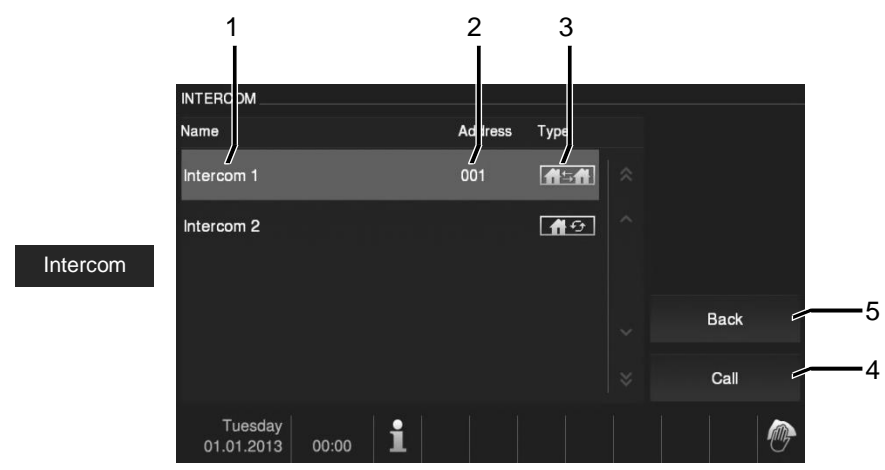 1 2 3
INTERCOM
Name Address Type
Intercom 1 001
Intercom 2
Intercom
Back 5
Call 4
Tuesday
01.01.2013 00:00